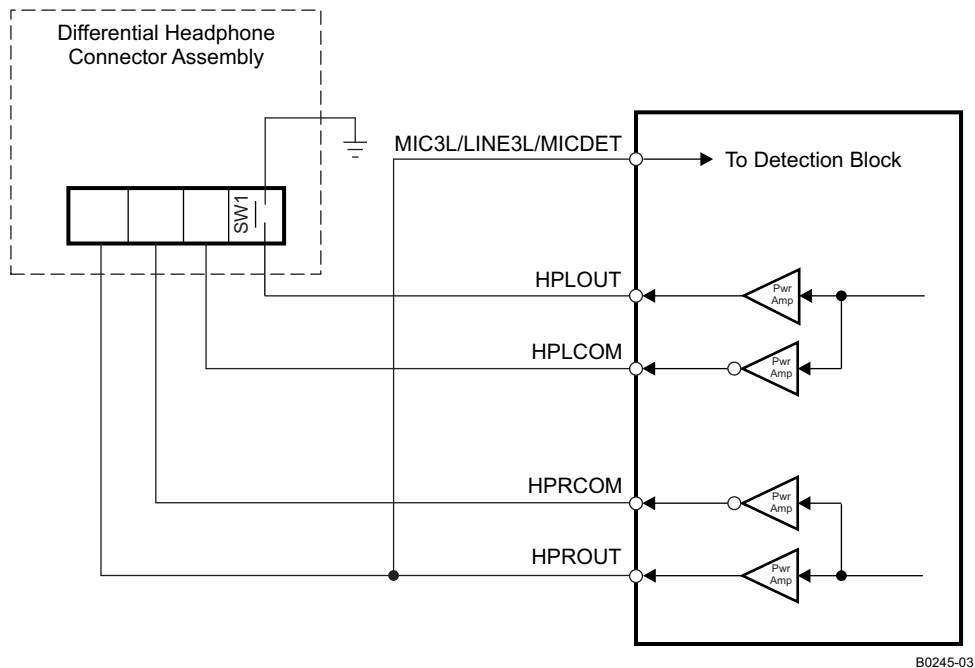 Differential Headphone
Connector Assembly
SW1
MIC3L/LINE3L/MICDET
To Detection Block
HPLOUT
Pwr
Amp
HPLCOM
Pwr
Amp
HPRCOM
Pwr
Amp
HPROUT
Pwr
Amp
B0245-03